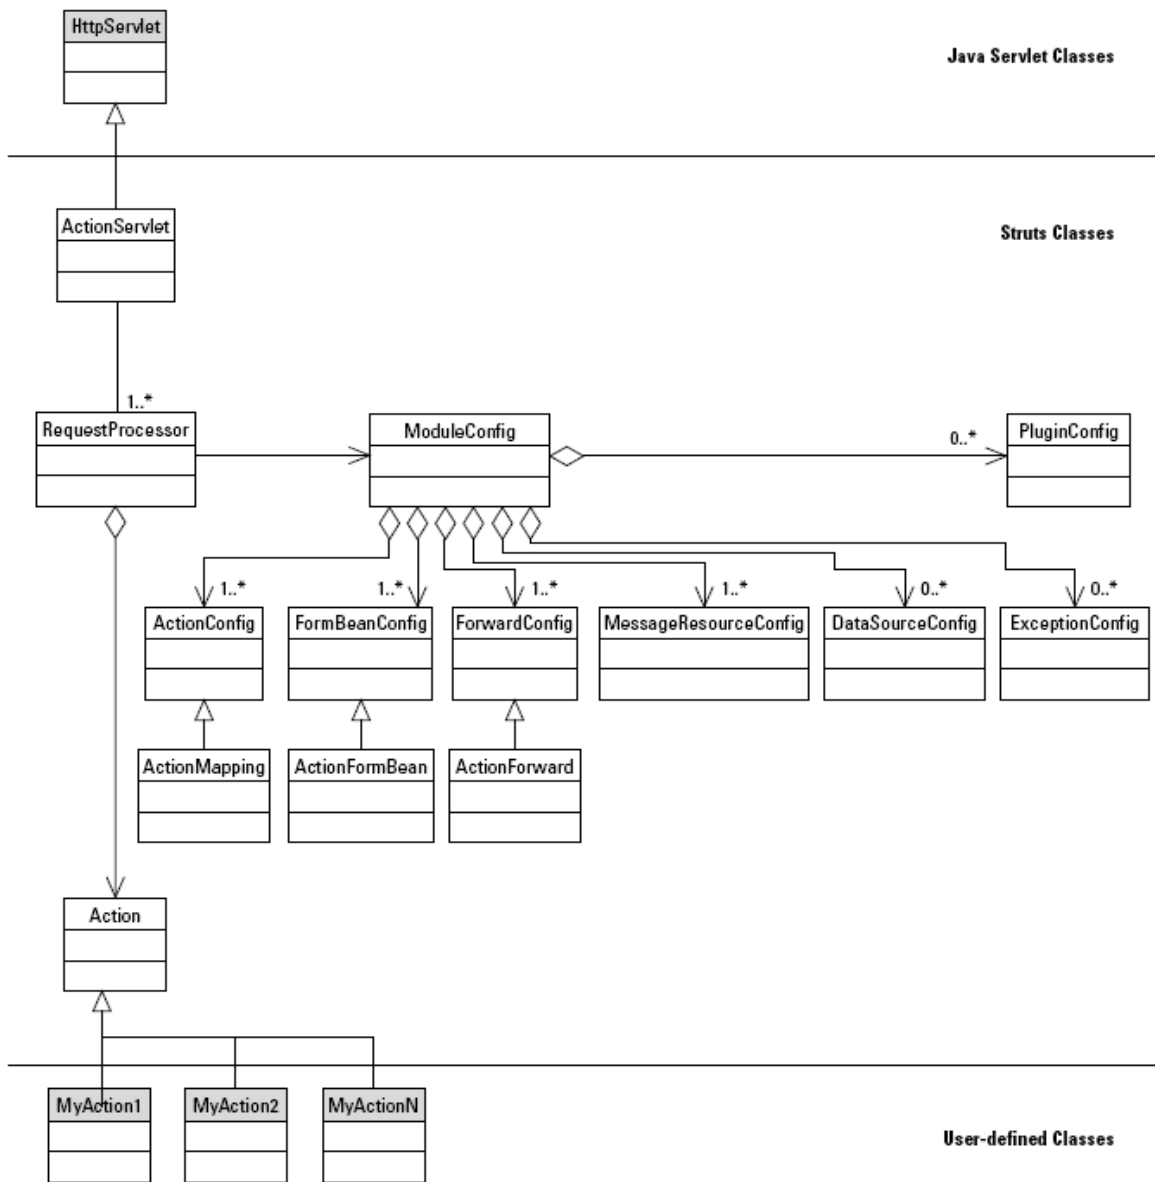 HttpServlet
Java Servlet Classes
ActionServlet
Struts Classes
1..*
RequestProcessor
ModuleConfig
0..*
PluginConfig
1..*
1..*
1..*
1..*
0..*
0..*
ActionConfig
FormBeanConfig
ForwardConfig
MessageResourceConfig
DataSourceConfig
ExceptionConfig
ActionMapping
ActionFormBean
ActionForward
Action
MyAction1
MyAction2
MyActionN
User-defined Classes